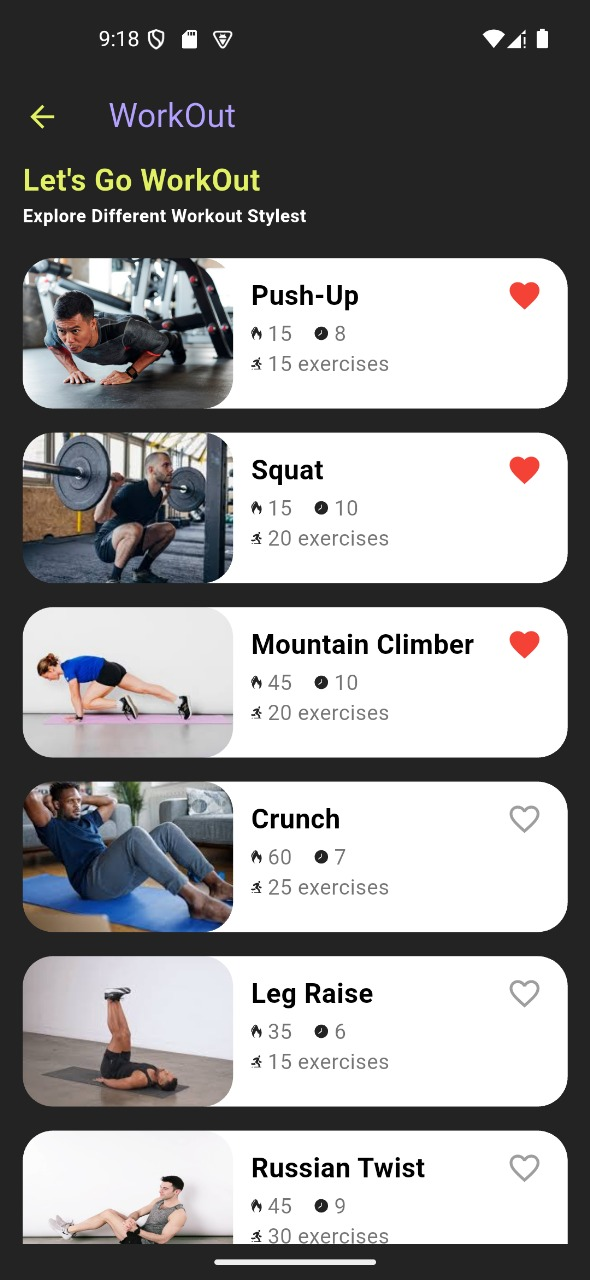 9:18
WorkOut
Let's Go WorkOut
Explore Different Workout Stylest
Push-Up
15 8
15 exercises
Squat
15 10
20 exercises
Mountain Climber
45 10
20 exercises
Crunch
60 7
25 exercises
Leg Raise
35 6
15 exercises
Russian Twist
45 9
30 exercises